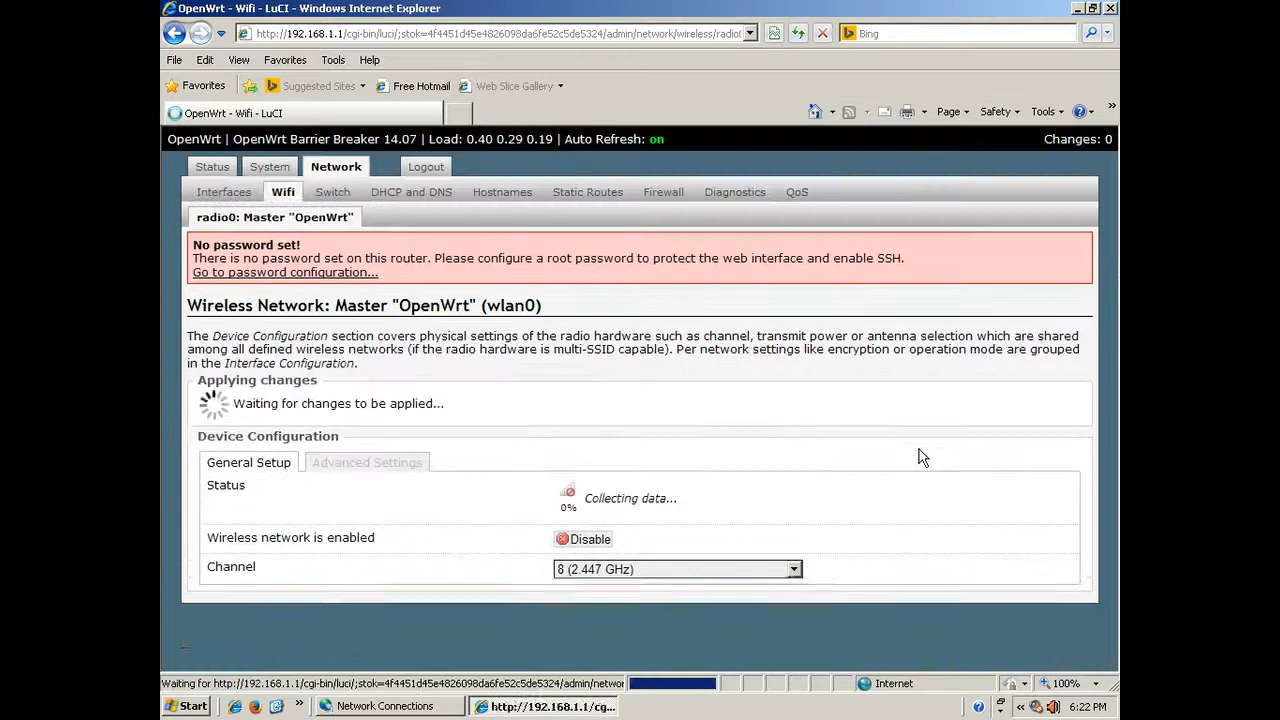 OpenWrt - Wifi - LuCI - Windows Internet Explorer
http://192.168.1.1/cgi-bin/luci/;stok=4f4451d45e4826098cfe9e52c5de5324/admin/network/wireless/radio0
Bing
File Edit View Favorites Tools Help
Favorites Suggested Sites Free Hotmail Web Slice Gallery
OpenWrt - Wifi - LuCI Page Safety Tools
OpenWrt | OpenWrt Barrier Breaker 14.07 | Load: 0.40 0.29 0.19 | Auto Refresh: on Changes: 0
Status System Network Logout
Interfaces Wifi Switch DHCP and DNS Hostnames Static Routes Firewall Diagnostics QoS
radio0: Master "OpenWrt"
No password set!
There is no password set on this router. Please configure a root password to protect the web interface and enable SSH.
Go to password configuration...
Wireless Network: Master "OpenWrt" (wlan0)
The Device Configuration section covers physical settings of the radio hardware such as channel, transmit power or antenna selection which are shared
among all defined wireless networks (if the radio hardware is multi-SSID capable). Per network settings like encryption or operation mode are grouped
in the Interface Configuration.
Applying changes
Waiting for changes to be applied...
Device Configuration
General Setup Advanced Settings
Status
0% Collecting data...
Wireless network is enabled Disable
Channel 8 (2.447 GHz)
Waiting for http://192.168.1.1/cgi-bin/luci/;stok=4f4451d45e4826098cfe9e52c5de5324/admin/netwo Internet 100%
Start Network Connections http://192.168.1.1/cg... 6:22 PM